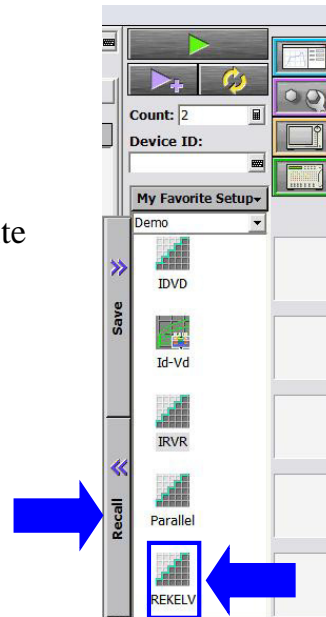 Count: 2
Device ID:
My Favorite Setup
Demo
te
IDVD
Save
Id-Vd
IRVR
Recall
Parallel
REKELV